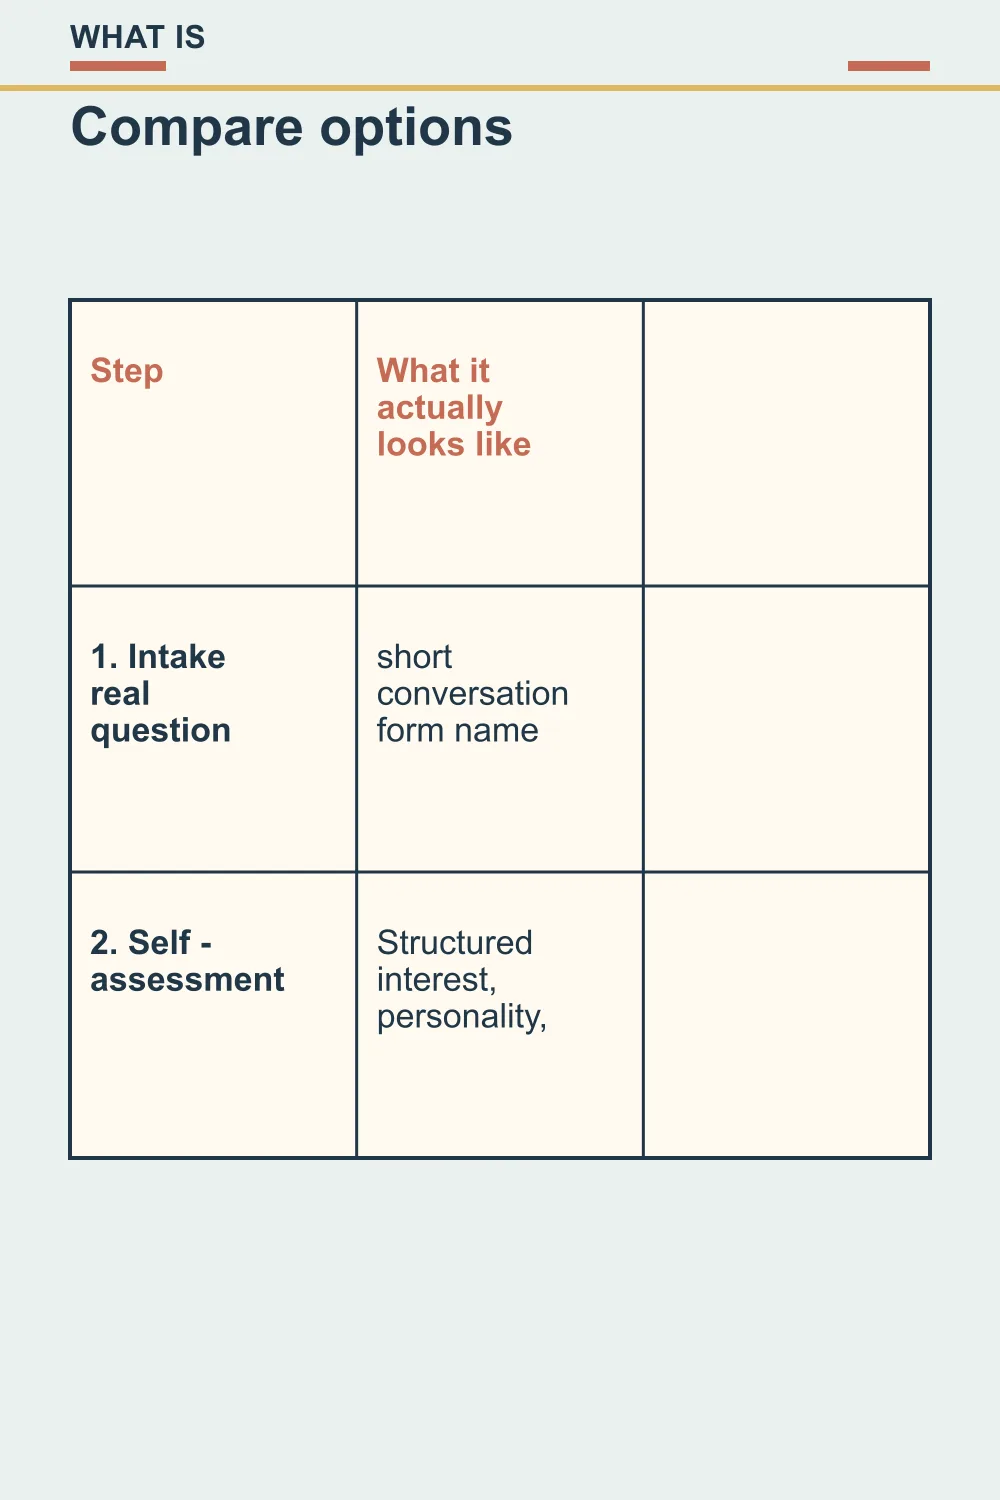 WHAT IS
Compare options
Step
What it
actually
looks like
1. Intake
real
question
short
conversation
form name
2. Self -
assessment
Structured
interest,
personality,